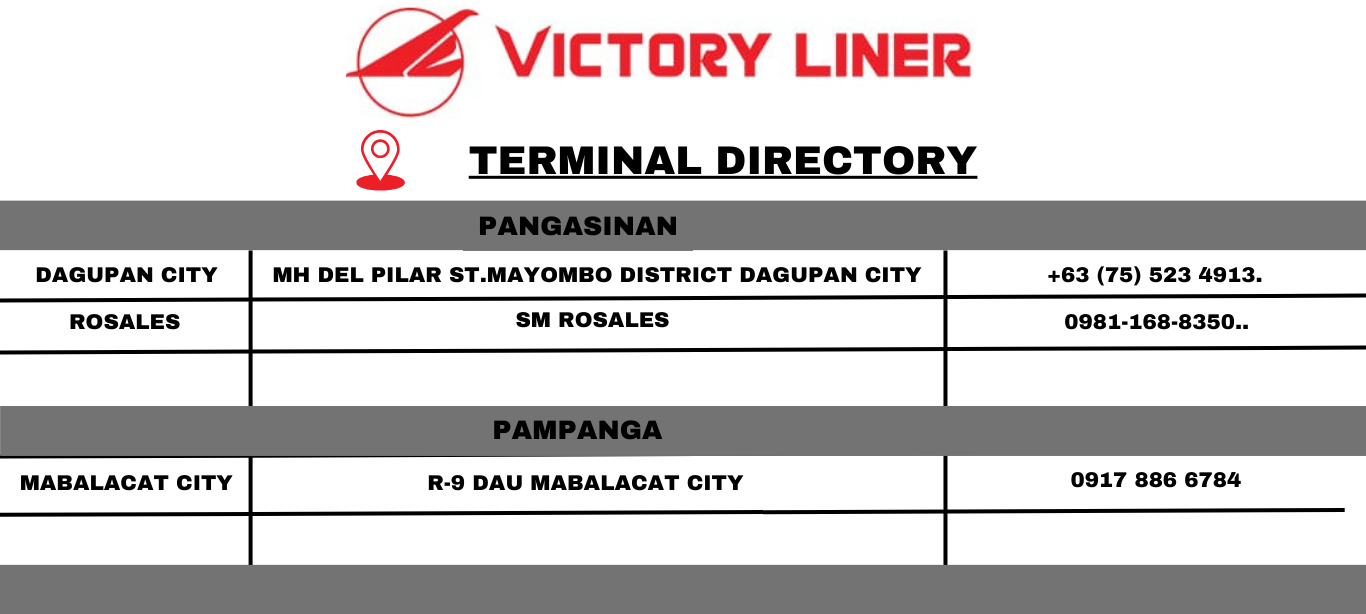 VICTORY LINER
TERMINAL DIRECTORY
PANGASINAN
DAGUPAN CITY MH DEL PILAR ST.MAYOMBO DISTRICT DAGUPAN CITY +63 (75) 523 4913.
ROSALES SM ROSALES 0981-168-8350..
PAMPANGA
MABALACAT CITY R-9 DAU MABALACAT CITY 0917 886 6784